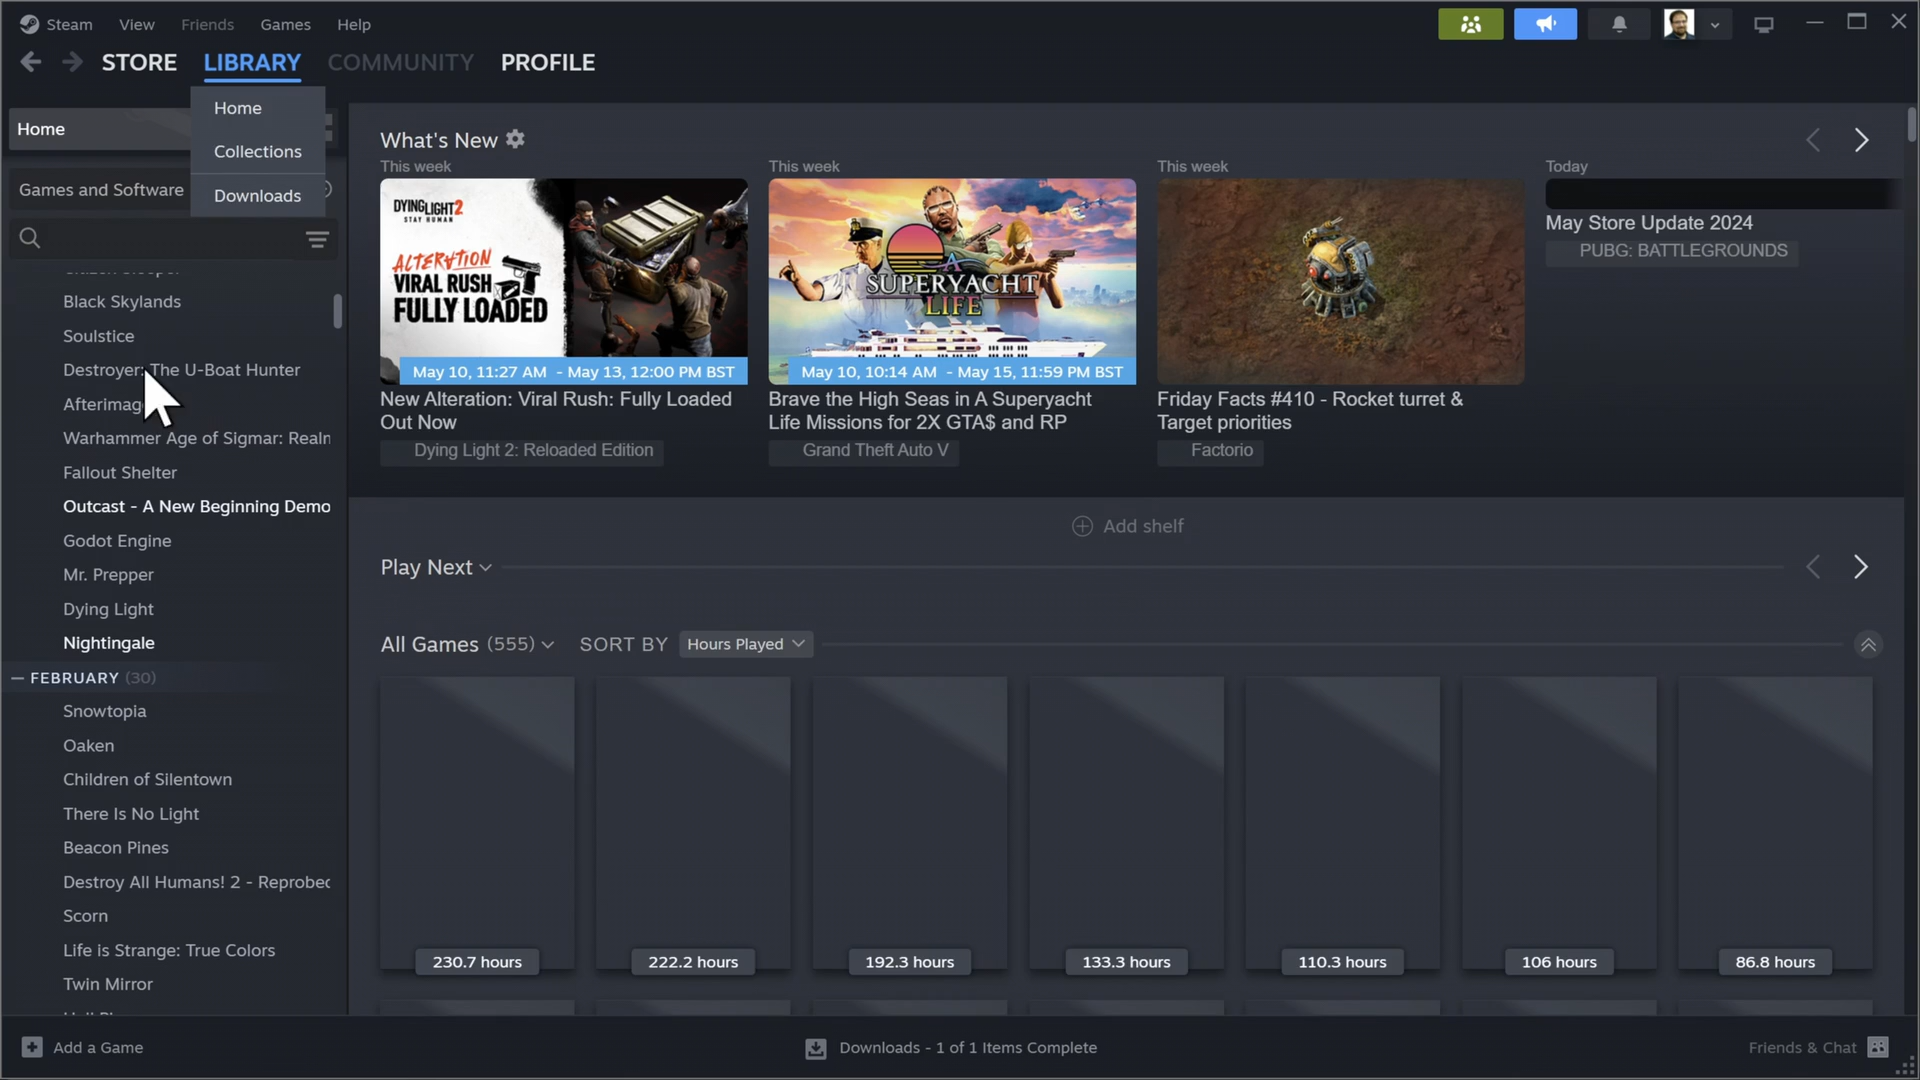 Steam View Friends Games Help
STORE LIBRARY COMMUNITY PROFILE
Home
Home
Collections
Downloads
Games and Software
Black Skylands
Soulstice
Destroyer: The U-Boat Hunter
Afterimag
Warhammer Age of Sigmar: Realm
Fallout Shelter
Outcast - A New Beginning Demo
Godot Engine
Mr. Prepper
Dying Light
Nightingale
FEBRUARY (30)
Snowtopia
Oaken
Children of Silentown
There Is No Light
Beacon Pines
Destroy All Humans! 2 - Reprobed
Scorn
Life is Strange: True Colors
Twin Mirror
What's New
This week
DYING LIGHT 2
STAY HUMAN
ALTERATION
VIRAL RUSH
FULLY LOADED
May 10, 11:27 AM - May 13, 12:00 PM BST
New Alteration: Viral Rush: Fully Loaded
Out Now
Dying Light 2: Reloaded Edition
This week
A
SUPERYACHT
LIFE
May 10, 10:14 AM - May 15, 11:59 PM BST
Brave the High Seas in A Superyacht
Life Missions for 2X GTA$ and RP
Grand Theft Auto V
This week
Friday Facts #410 - Rocket turret &
Target priorities
Factorio
Today
May Store Update 2024
PUBG: BATTLEGROUNDS
Add shelf
Play Next
All Games (555) SORT BY Hours Played
230.7 hours 222.2 hours 192.3 hours 133.3 hours 110.3 hours 106 hours 86.8 hours
Add a Game
Downloads - 1 of 1 Items Complete
Friends & Chat